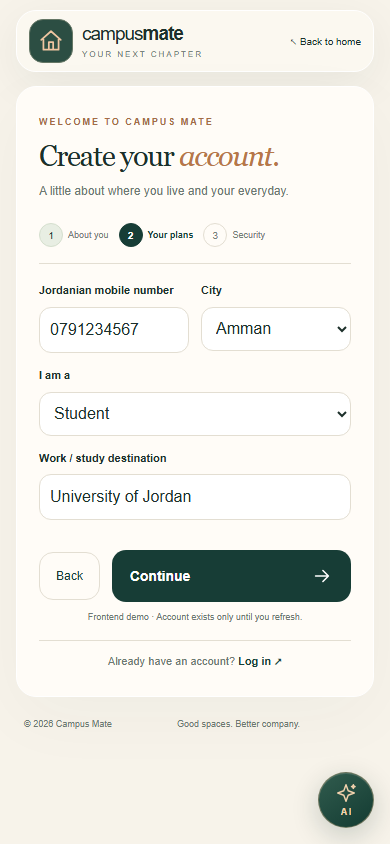 campusmate
YOUR NEXT CHAPTER
↖ Back to home
WELCOME TO CAMPUS MATE
Create your account.
A little about where you live and your everyday.
1 About you 2 Your plans 3 Security
Jordanian mobile number City
0791234567 Amman
I am a
Student
Work / study destination
University of Jordan
Back Continue →
Frontend demo · Account exists only until you refresh.
Already have an account? Log in ↗
© 2026 Campus Mate Good spaces. Better company.
AI